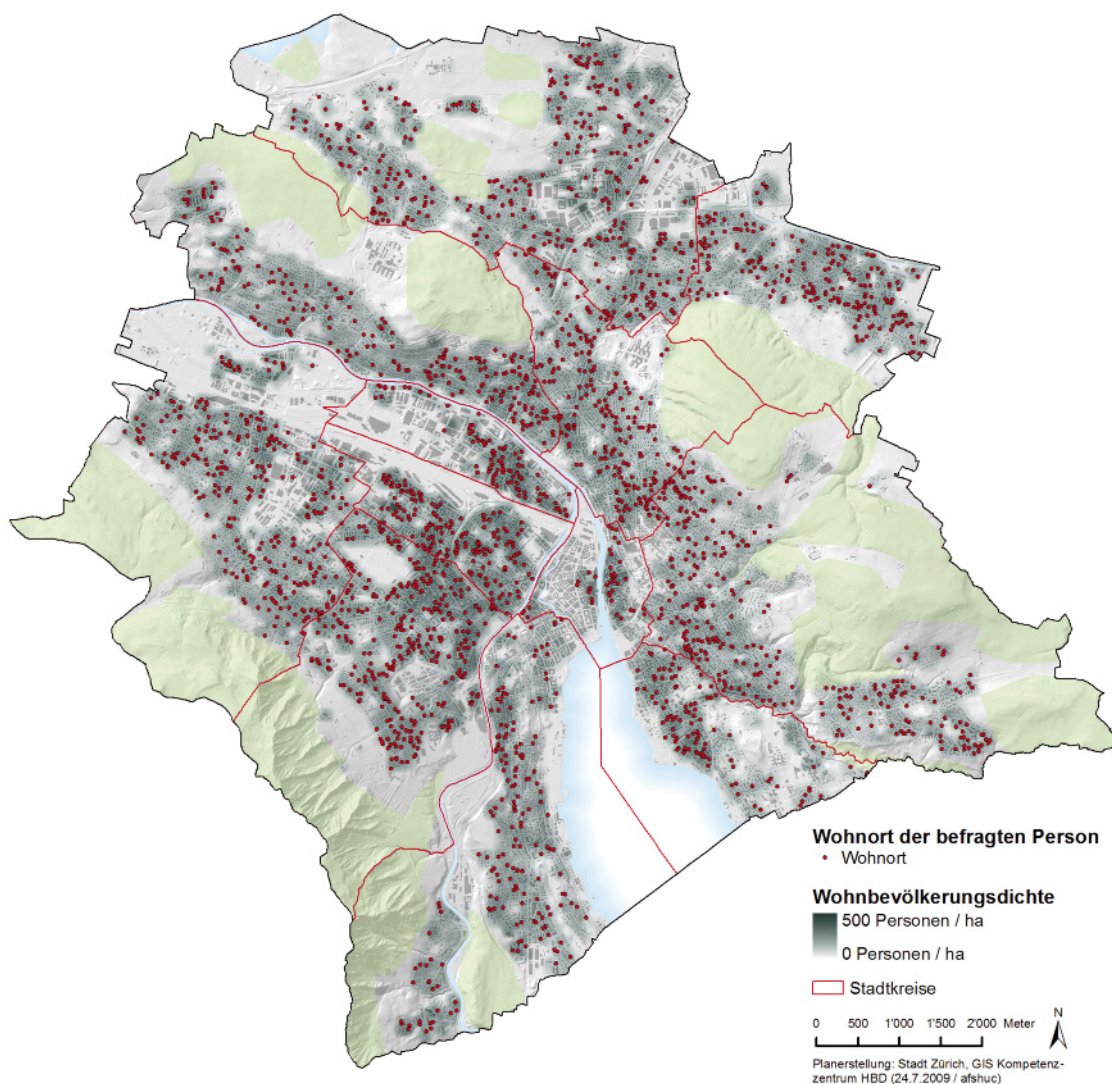 Wohnort der befragten Person
Wohnort
Wohnbevölkerungsdichte
500 Personen / ha
0 Personen / ha
Stadtkreise
0 500 1'000 1'500 2'000 Meter
N
Planerstellung: Stadt Zürich, GIS Kompetenz-
zentrum HBD (24.7.2009 / afshuc)